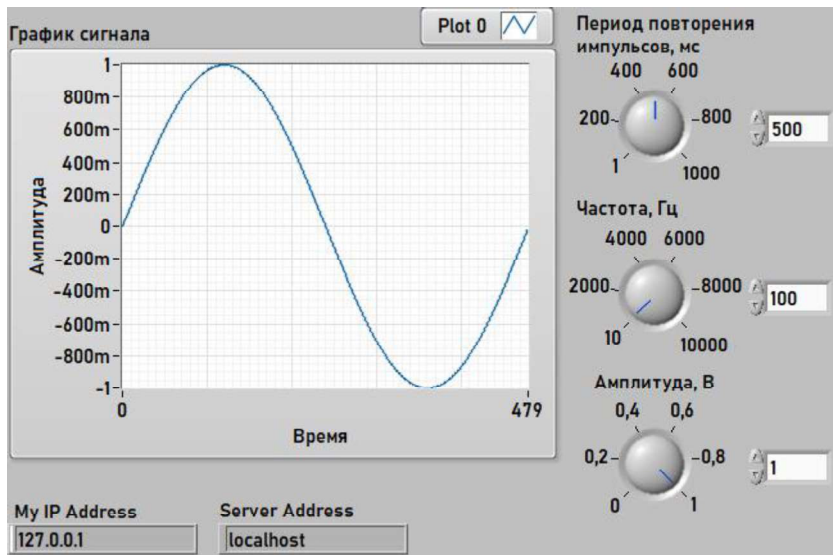 График сигнала
Plot 0
1
800m
600m
400m
200m
0
-200m
-400m
-600m
-800m
-1
Амплитуда
0
479
Время
Период повторения
импульсов, мс
400 600
200 800
1 1000
500
Частота, Гц
4000 6000
2000 8000
10 10000
100
Амплитуда, В
0,4 0,6
0,2 0,8
0 1
1
My IP Address
127.0.0.1
Server Address
localhost